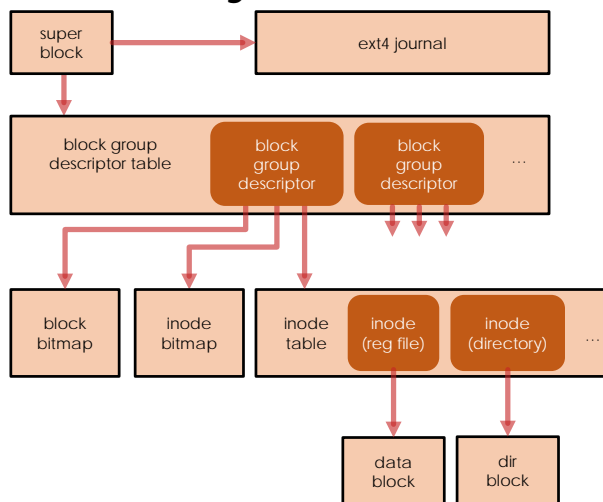 super
block
ext4 journal
block group
descriptor table
block
group
descriptor
block
group
descriptor
...
block
bitmap
inode
bitmap
inode
table
inode
(reg file)
inode
(directory)
...
data
block
dir
block